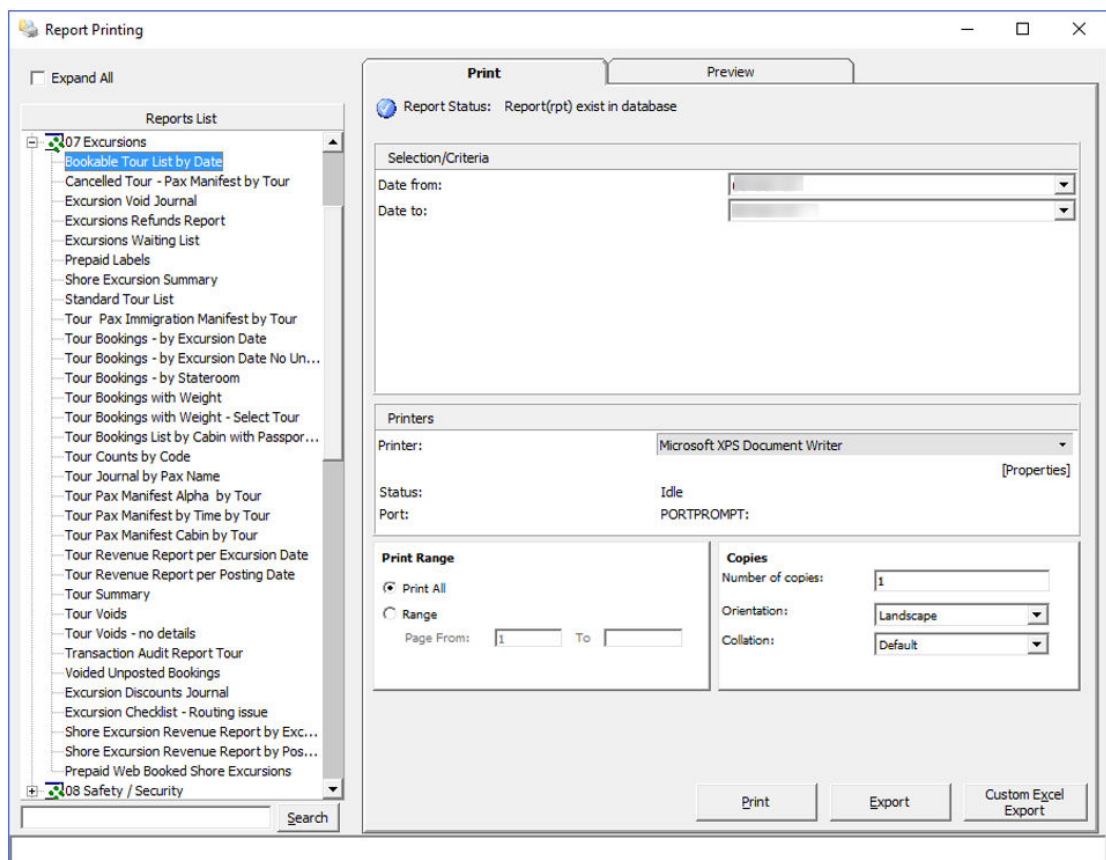 Report Printing
Expand All
Reports List
07 Excursions
Bookable Tour List by Date
Cancelled Tour - Pax Manifest by Tour
Excursion Void Journal
Excursions Refunds Report
Excursions Waiting List
Prepaid Labels
Shore Excursion Summary
Standard Tour List
Tour  Pax Immigration Manifest by Tour
Tour Bookings - by Excursion Date
Tour Bookings - by Excursion Date No Un...
Tour Bookings - by Stateroom
Tour Bookings with Weight
Tour Bookings with Weight - Select Tour
Tour Bookings List by Cabin with Passpor...
Tour Counts by Code
Tour Journal by Pax Name
Tour Pax Manifest Alpha  by Tour
Tour Pax Manifest by Time by Tour
Tour Pax Manifest Cabin by Tour
Tour Revenue Report per Excursion Date
Tour Revenue Report per Posting Date
Tour Summary
Tour Voids
Tour Voids - no details
Transaction Audit Report Tour
Voided Unposted Bookings
Excursion Discounts Journal
Excursion Checklist - Routing issue
Shore Excursion Revenue Report by Exc...
Shore Excursion Revenue Report by Pos...
Prepaid Web Booked Shore Excursions
08 Safety / Security
Search
Print
Preview
Report Status: Report(rpt) exist in database
Selection/Criteria
Date from:
Date to:
Printers
Printer: Microsoft XPS Document Writer
[Properties]
Status: Idle
Port: PORTPROMPT:
Print Range
Print All
Range
Page From: 1 To
Copies
Number of copies: 1
Orientation: Landscape
Collation: Default
Print
Export
Custom Excel
Export